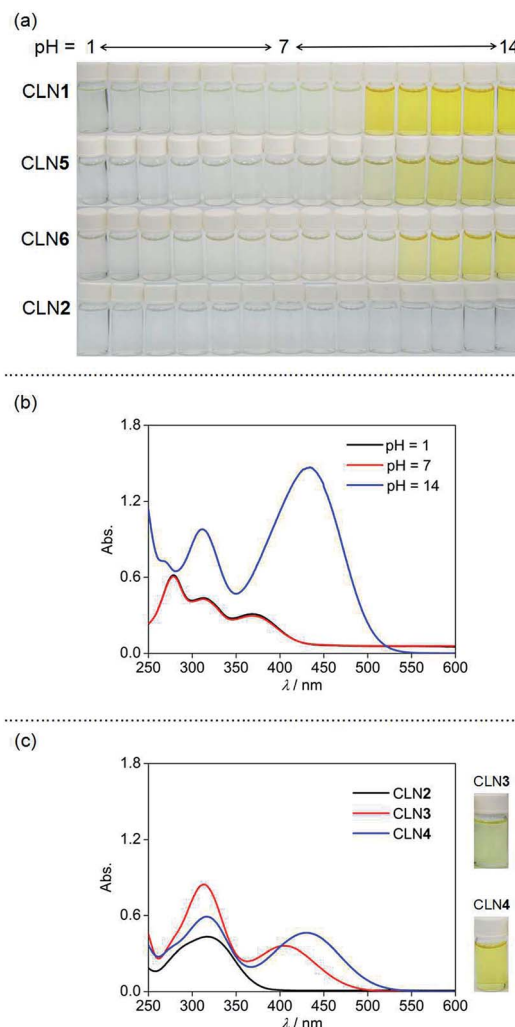 (a)
pH = 1 7 14
CLN1
CLN5
CLN6
CLN2
(b)
1.8
1.2
0.6
0.0
Abs.
pH = 1
pH = 7
pH = 14
250 300 350 400 450 500 550 600
λ / nm
(c)
1.8
1.2
0.6
0.0
Abs.
CLN2
CLN3
CLN4
250 300 350 400 450 500 550 600
λ / nm
CLN3
CLN4